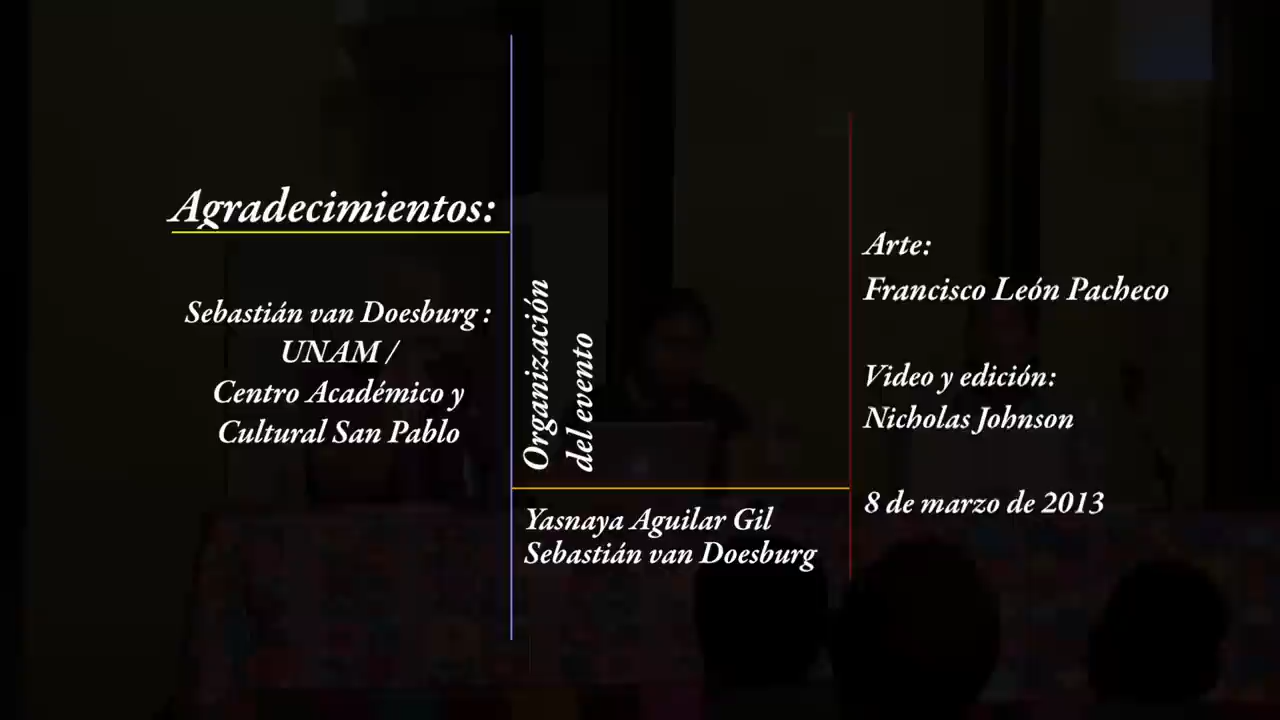 Agradecimientos:
Sebastián van Doesburg :
UNAM /
Centro Académico y
Cultural San Pablo
Organización
del evento
Yasnaya Aguilar Gil
Sebastián van Doesburg
Arte:
Francisco León Pacheco
Video y edición:
Nicholas Johnson
8 de marzo de 2013